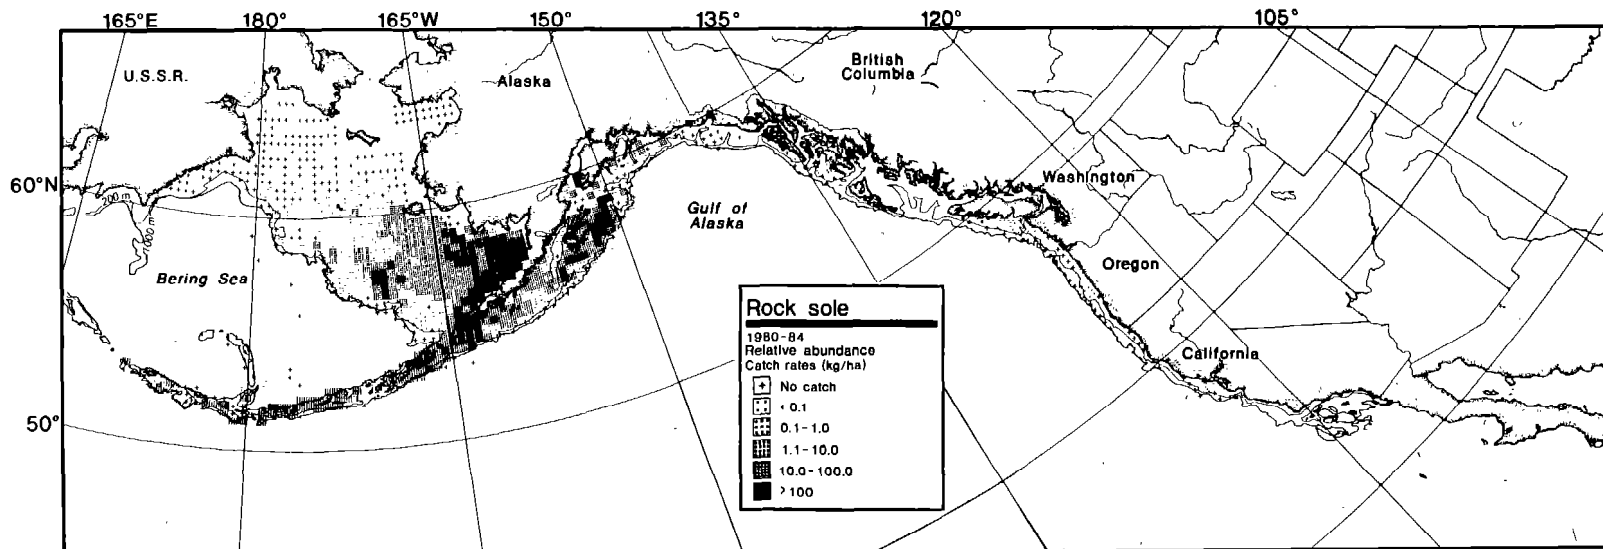 165°E 180° 165°W 150° 135° 120° 105°
U.S.S.R.
Alaska
British
Columbia
60°N
200 m
1000 m
Washington
Gulf of
Alaska
Bering Sea
Oregon
Rock sole
1980-84
Relative abundance
Catch rates (kg/ha)
No catch
< 0.1
0.1-1.0
1.1-10.0
10.0-100.0
> 100
California
50°